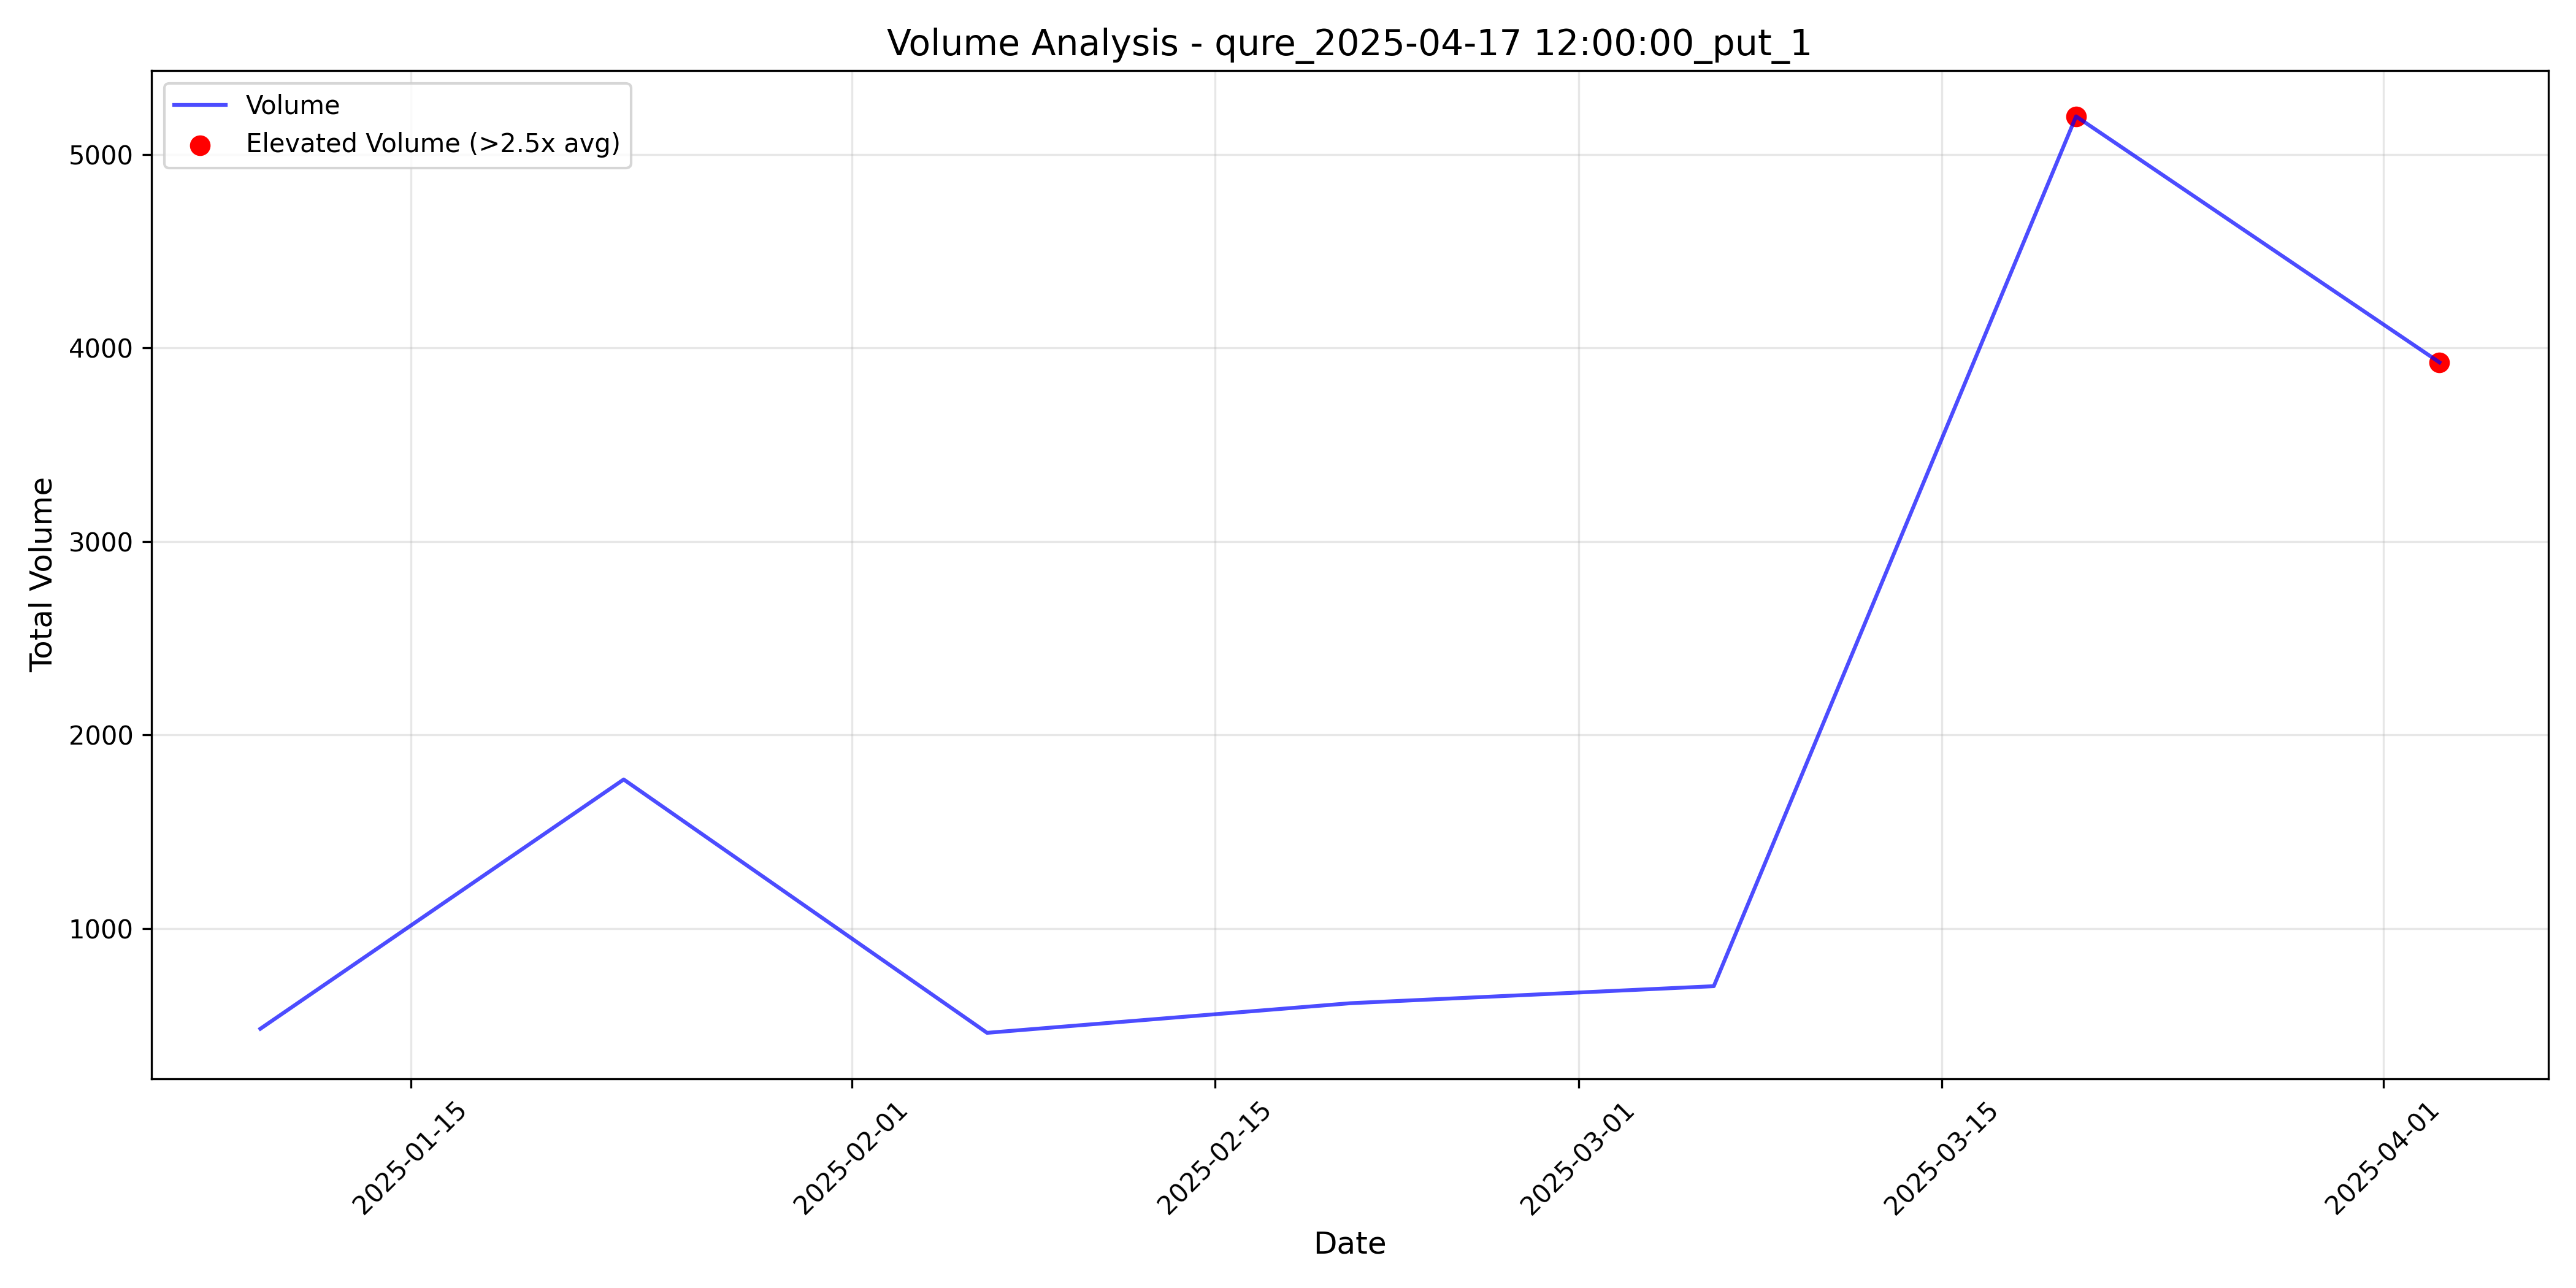 Volume Analysis - qure_2025-04-17 12:00:00_put_1
Volume
Elevated Volume (>2.5x avg)
Total Volume
5000
4000
3000
2000
1000
2025-01-15
2025-02-01
2025-02-15
2025-03-01
2025-03-15
2025-04-01
Date